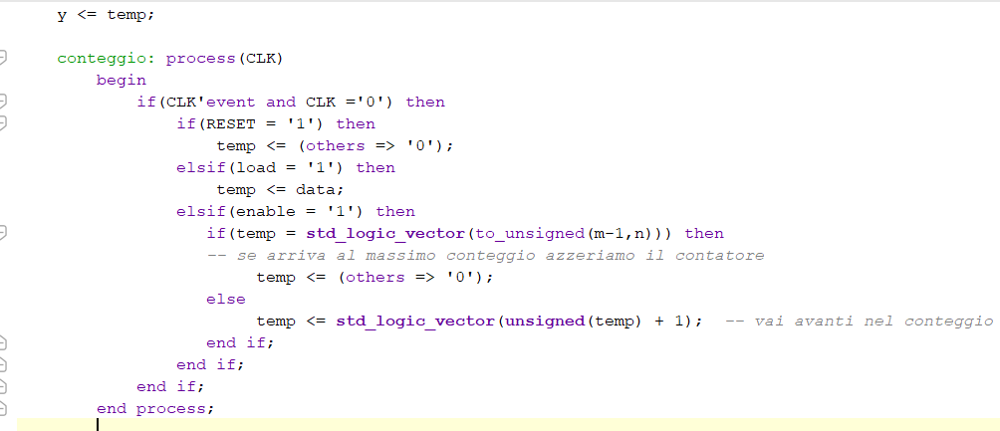 y <= temp;
conteggio: process(CLK)
begin
if(CLK'event and CLK ='0') then
if(RESET = '1') then
temp <= (others => '0');
elsif(load = '1') then
temp <= data;
elsif(enable = '1') then
if(temp = std_logic_vector(to_unsigned(m-1,n))) then
-- se arriva al massimo conteggio azzeriamo il contatore
temp <= (others => '0');
else
temp <= std_logic_vector(unsigned(temp) + 1);  -- vai avanti nel conteggio
end if;
end if;
end if;
end process;